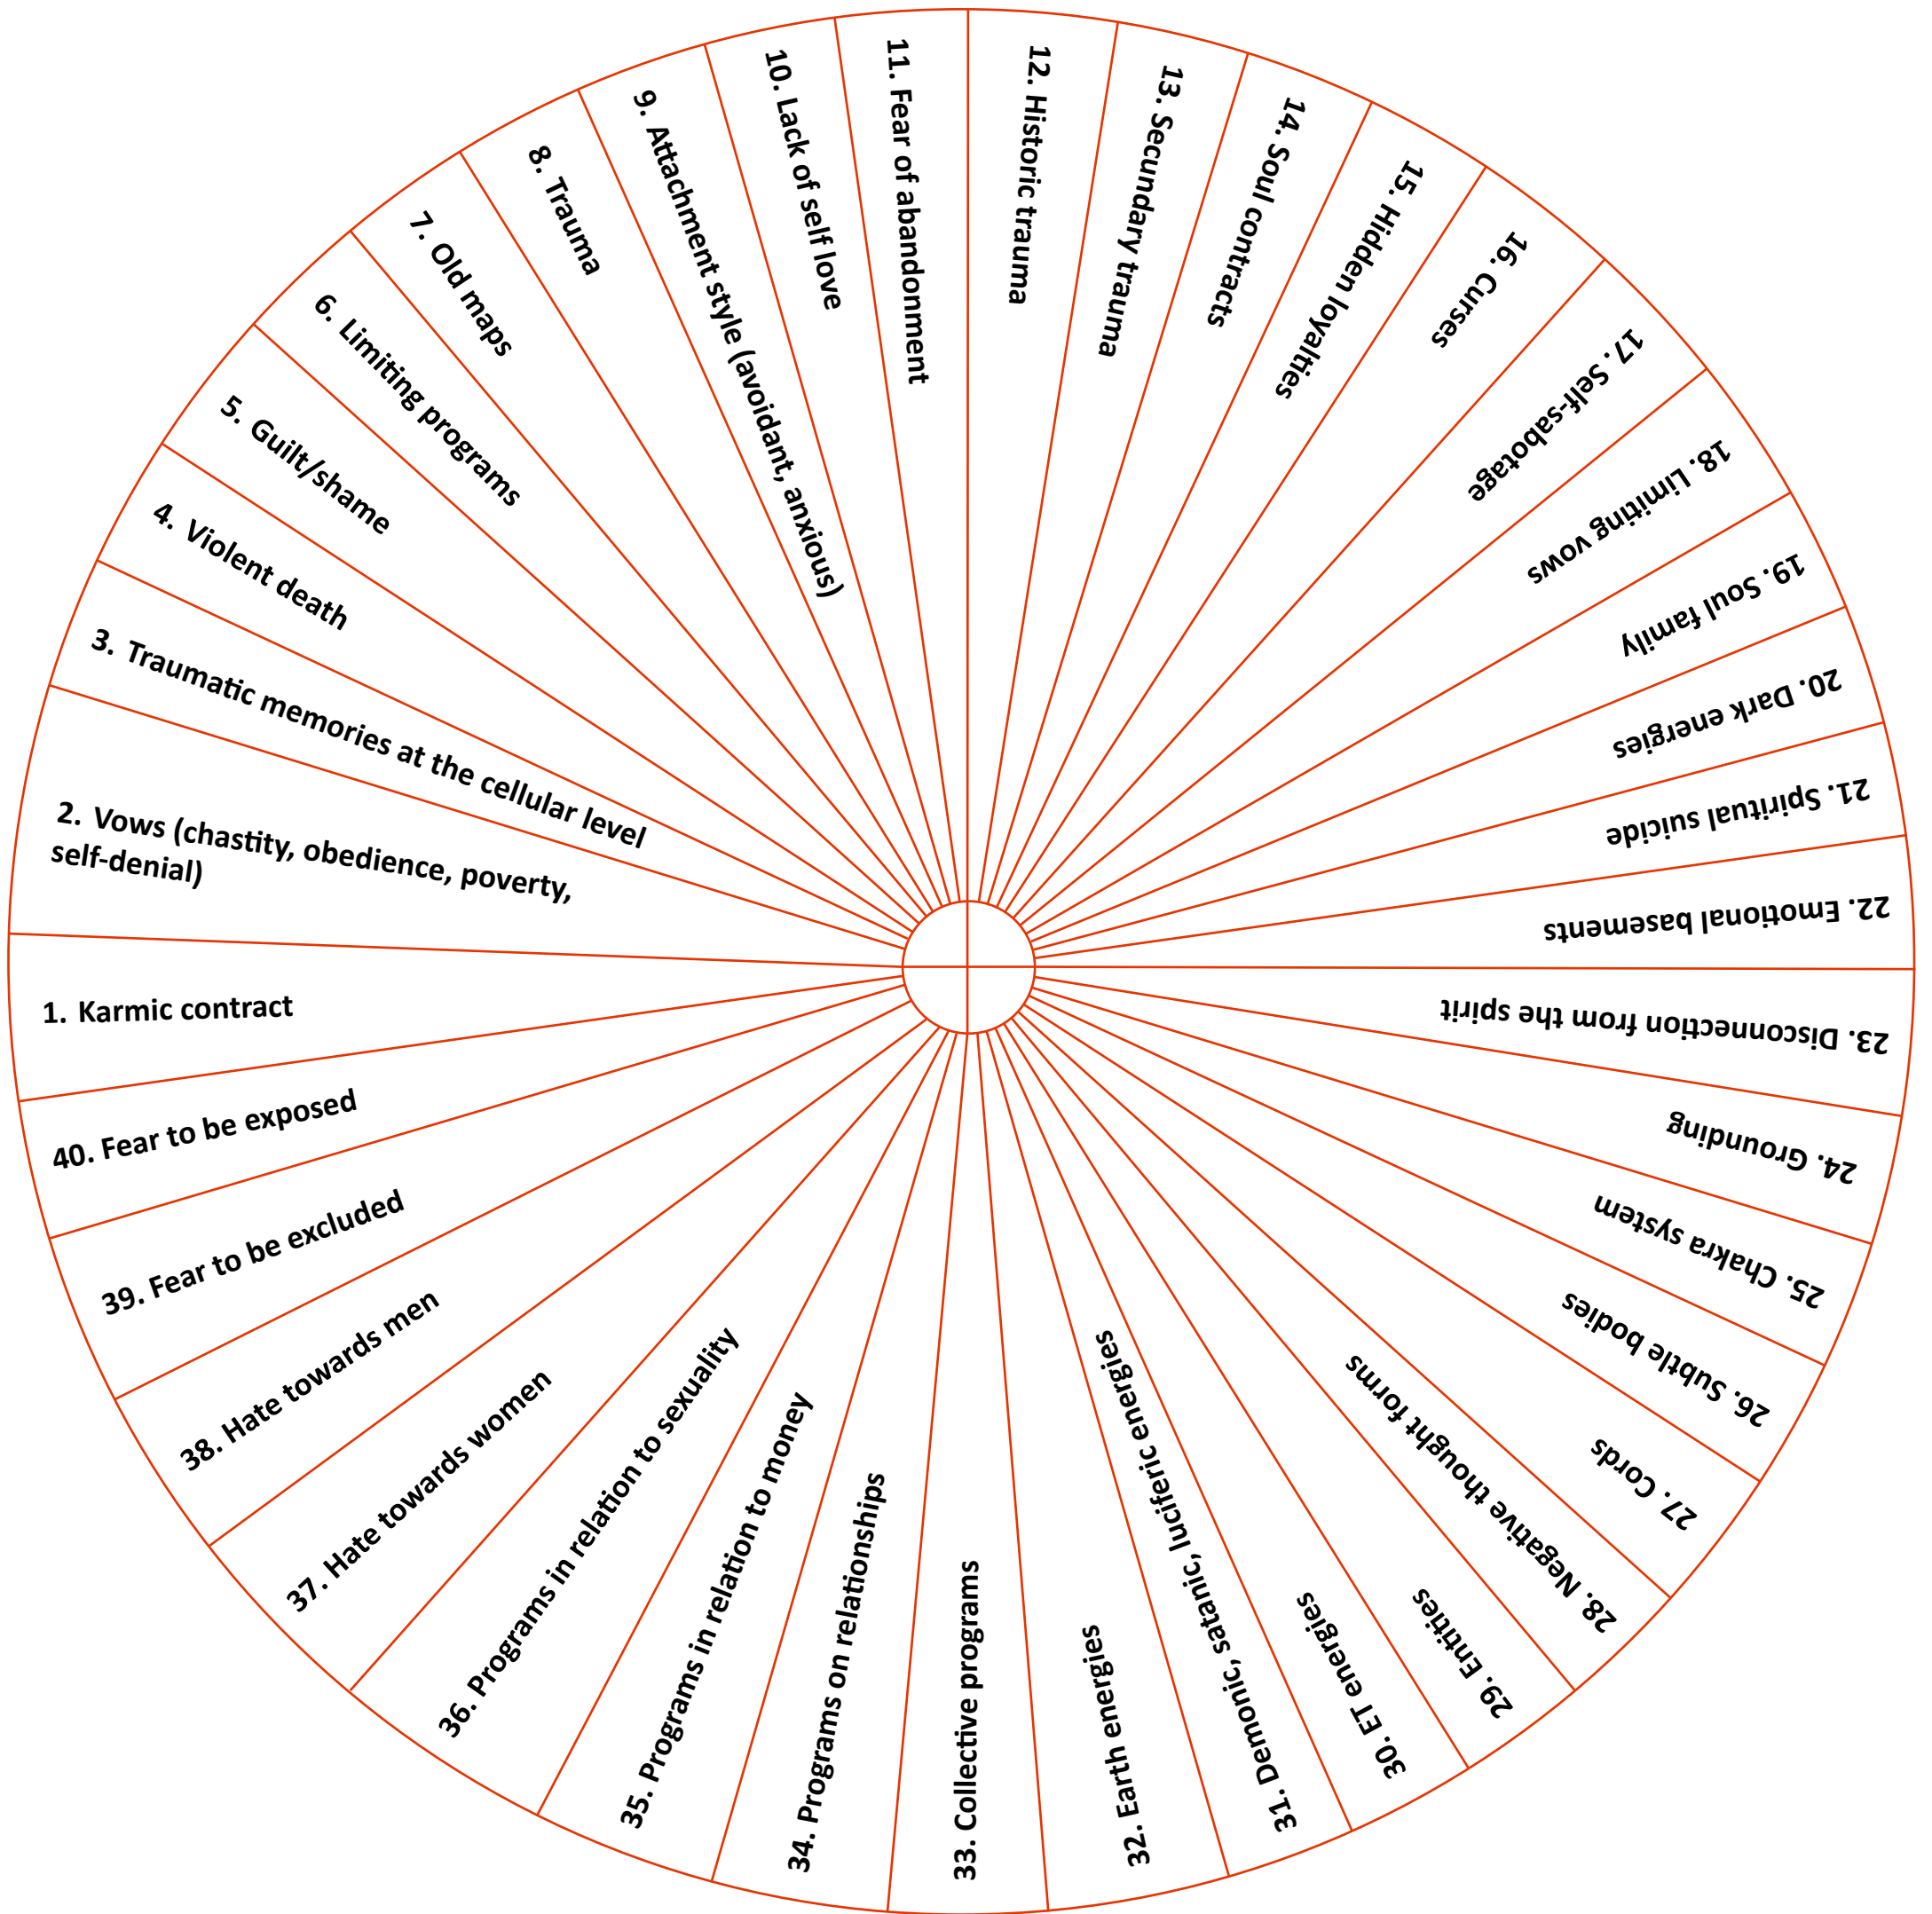 1. Karmic contract
2. Vows (chastity, obedience, poverty,
self-denial)
3. Traumatic memories at the cellular level
4. Violent death
5. Guilt/shame
6. Limiting programs
7. Old maps
8. Trauma
9. Attachment style (avoidant, anxious)
10. Lack of self love
11. Fear of abandonment
12. Historic trauma
13. Secundary trauma
14. Soul contracts
15. Hidden loyalties
16. Curses
17. Self-sabotage
18. Limiting vows
19. Soul family
20. Dark energies
21. Spiritual suicide
22. Emotional basements
23. Disconnection from the spirit
24. Grounding
25. Chakra system
26. Subtle bodies
27. Cords
28. Negative thought forms
29. Entities
30. ET energies
31. Demonic, satanic, luciferic energies
32. Earth energies
33. Collective programs
34. Programs on relationships
35. Programs in relation to money
36. Programs in relation to sexuality
37. Hate towards women
38. Hate towards men
39. Fear to be excluded
40. Fear to be exposed